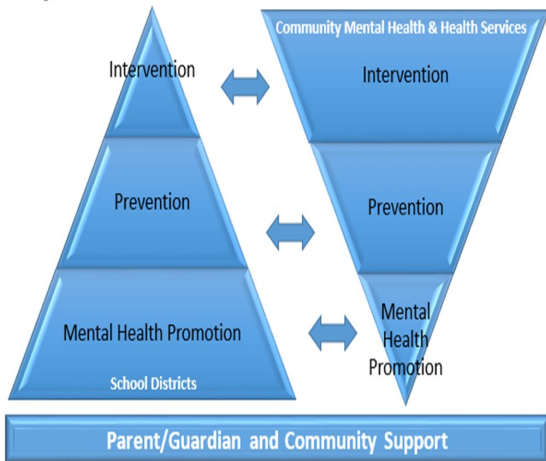 Intervention
Prevention
Mental Health Promotion
School Districts
Community Mental Health & Health Services
Intervention
Prevention
Mental
Health
Promotion
Parent/Guardian and Community Support